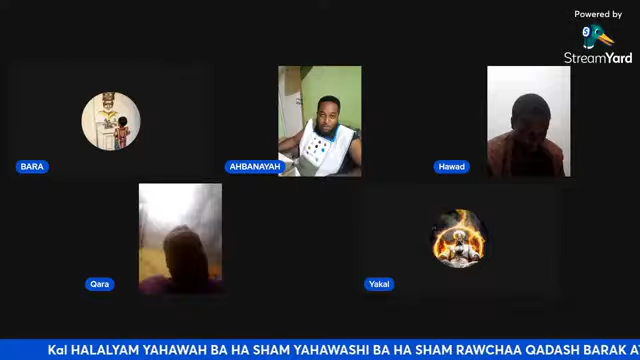 Powered by
StreamYard
BARA
AHBANAYAH
Hawad
Qara
Yakal
Kal HALALYAM YAHAWAH BA HA SHAM YAHAWASHI BA HA SHAM RAWCHAA QADASH BARAK